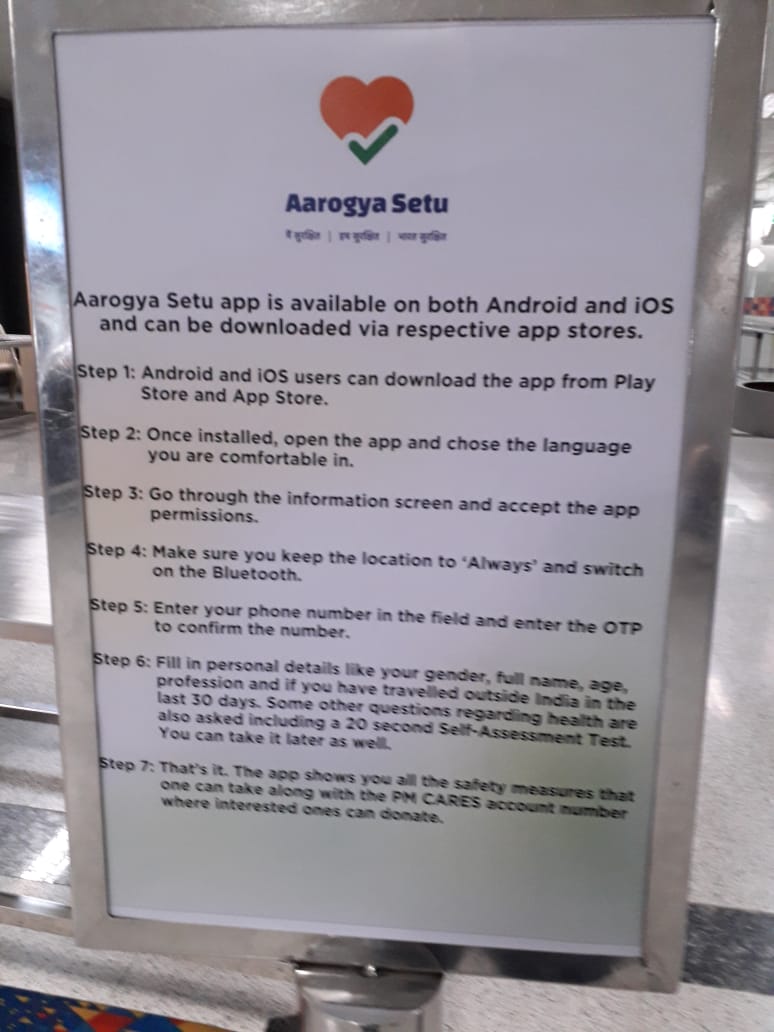 Aarogya Setu
मैं सुरक्षित | हम सुरक्षित | भारत सुरक्षित
Aarogya Setu app is available on both Android and iOS
and can be downloaded via respective app stores.
Step 1: Android and iOS users can download the app from Play
Store and App Store.
Step 2: Once installed, open the app and chose the language
you are comfortable in.
Step 3: Go through the information screen and accept the app
permissions.
Step 4: Make sure you keep the location to ‘Always’ and switch
on the Bluetooth.
Step 5: Enter your phone number in the field and enter the OTP
to confirm the number.
Step 6: Fill in personal details like your gender, full name, age,
profession and if you have travelled outside India in the
last 30 days. Some other questions regarding health are
also asked including a 20 second Self-Assessment Test.
You can take it later as well.
Step 7: That's it. The app shows you all the safety measures that
one can take along with the PM CARES account number
where interested ones can donate.